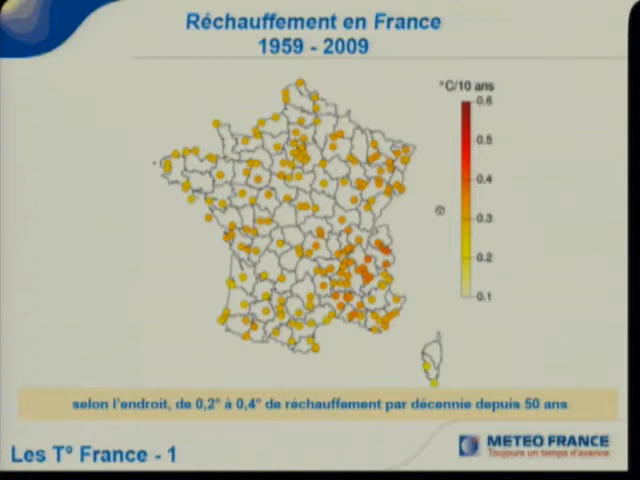 Réchauffement en France
1959 - 2009
°C/10 ans
0.6
0.5
0.4
0.3
0.2
0.1
selon l'endroit, de 0,2° à 0,4° de réchauffement par décennie depuis 50 ans
Les T° France - 1
METEO FRANCE
Toujours un temps d'avance